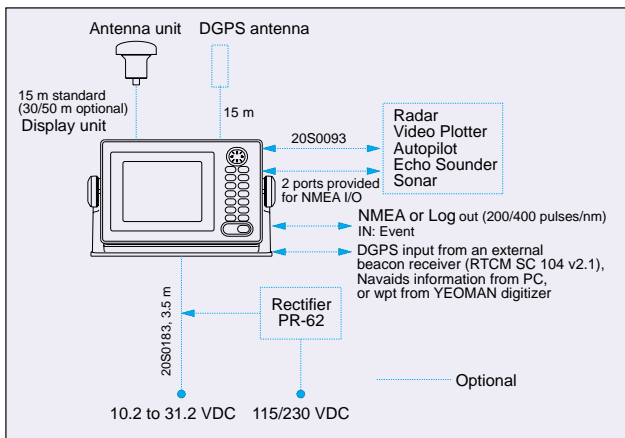 Antenna unit
DGPS antenna
15 m standard
(30/50 m optional)
Display unit
15 m
20S0093
Radar
Video Plotter
Autopilot
Echo Sounder
Sonar
2 ports provided
for NMEA I/O
NMEA or Log out (200/400 pulses/nm)
IN: Event
DGPS input from an external
beacon receiver (RTCM SC 104 v2.1),
Navaids information from PC,
or wpt from YEOMAN digitizer
20S0183, 3.5 m
Rectifier
PR-62
Optional
10.2 to 31.2 VDC
115/230 VDC